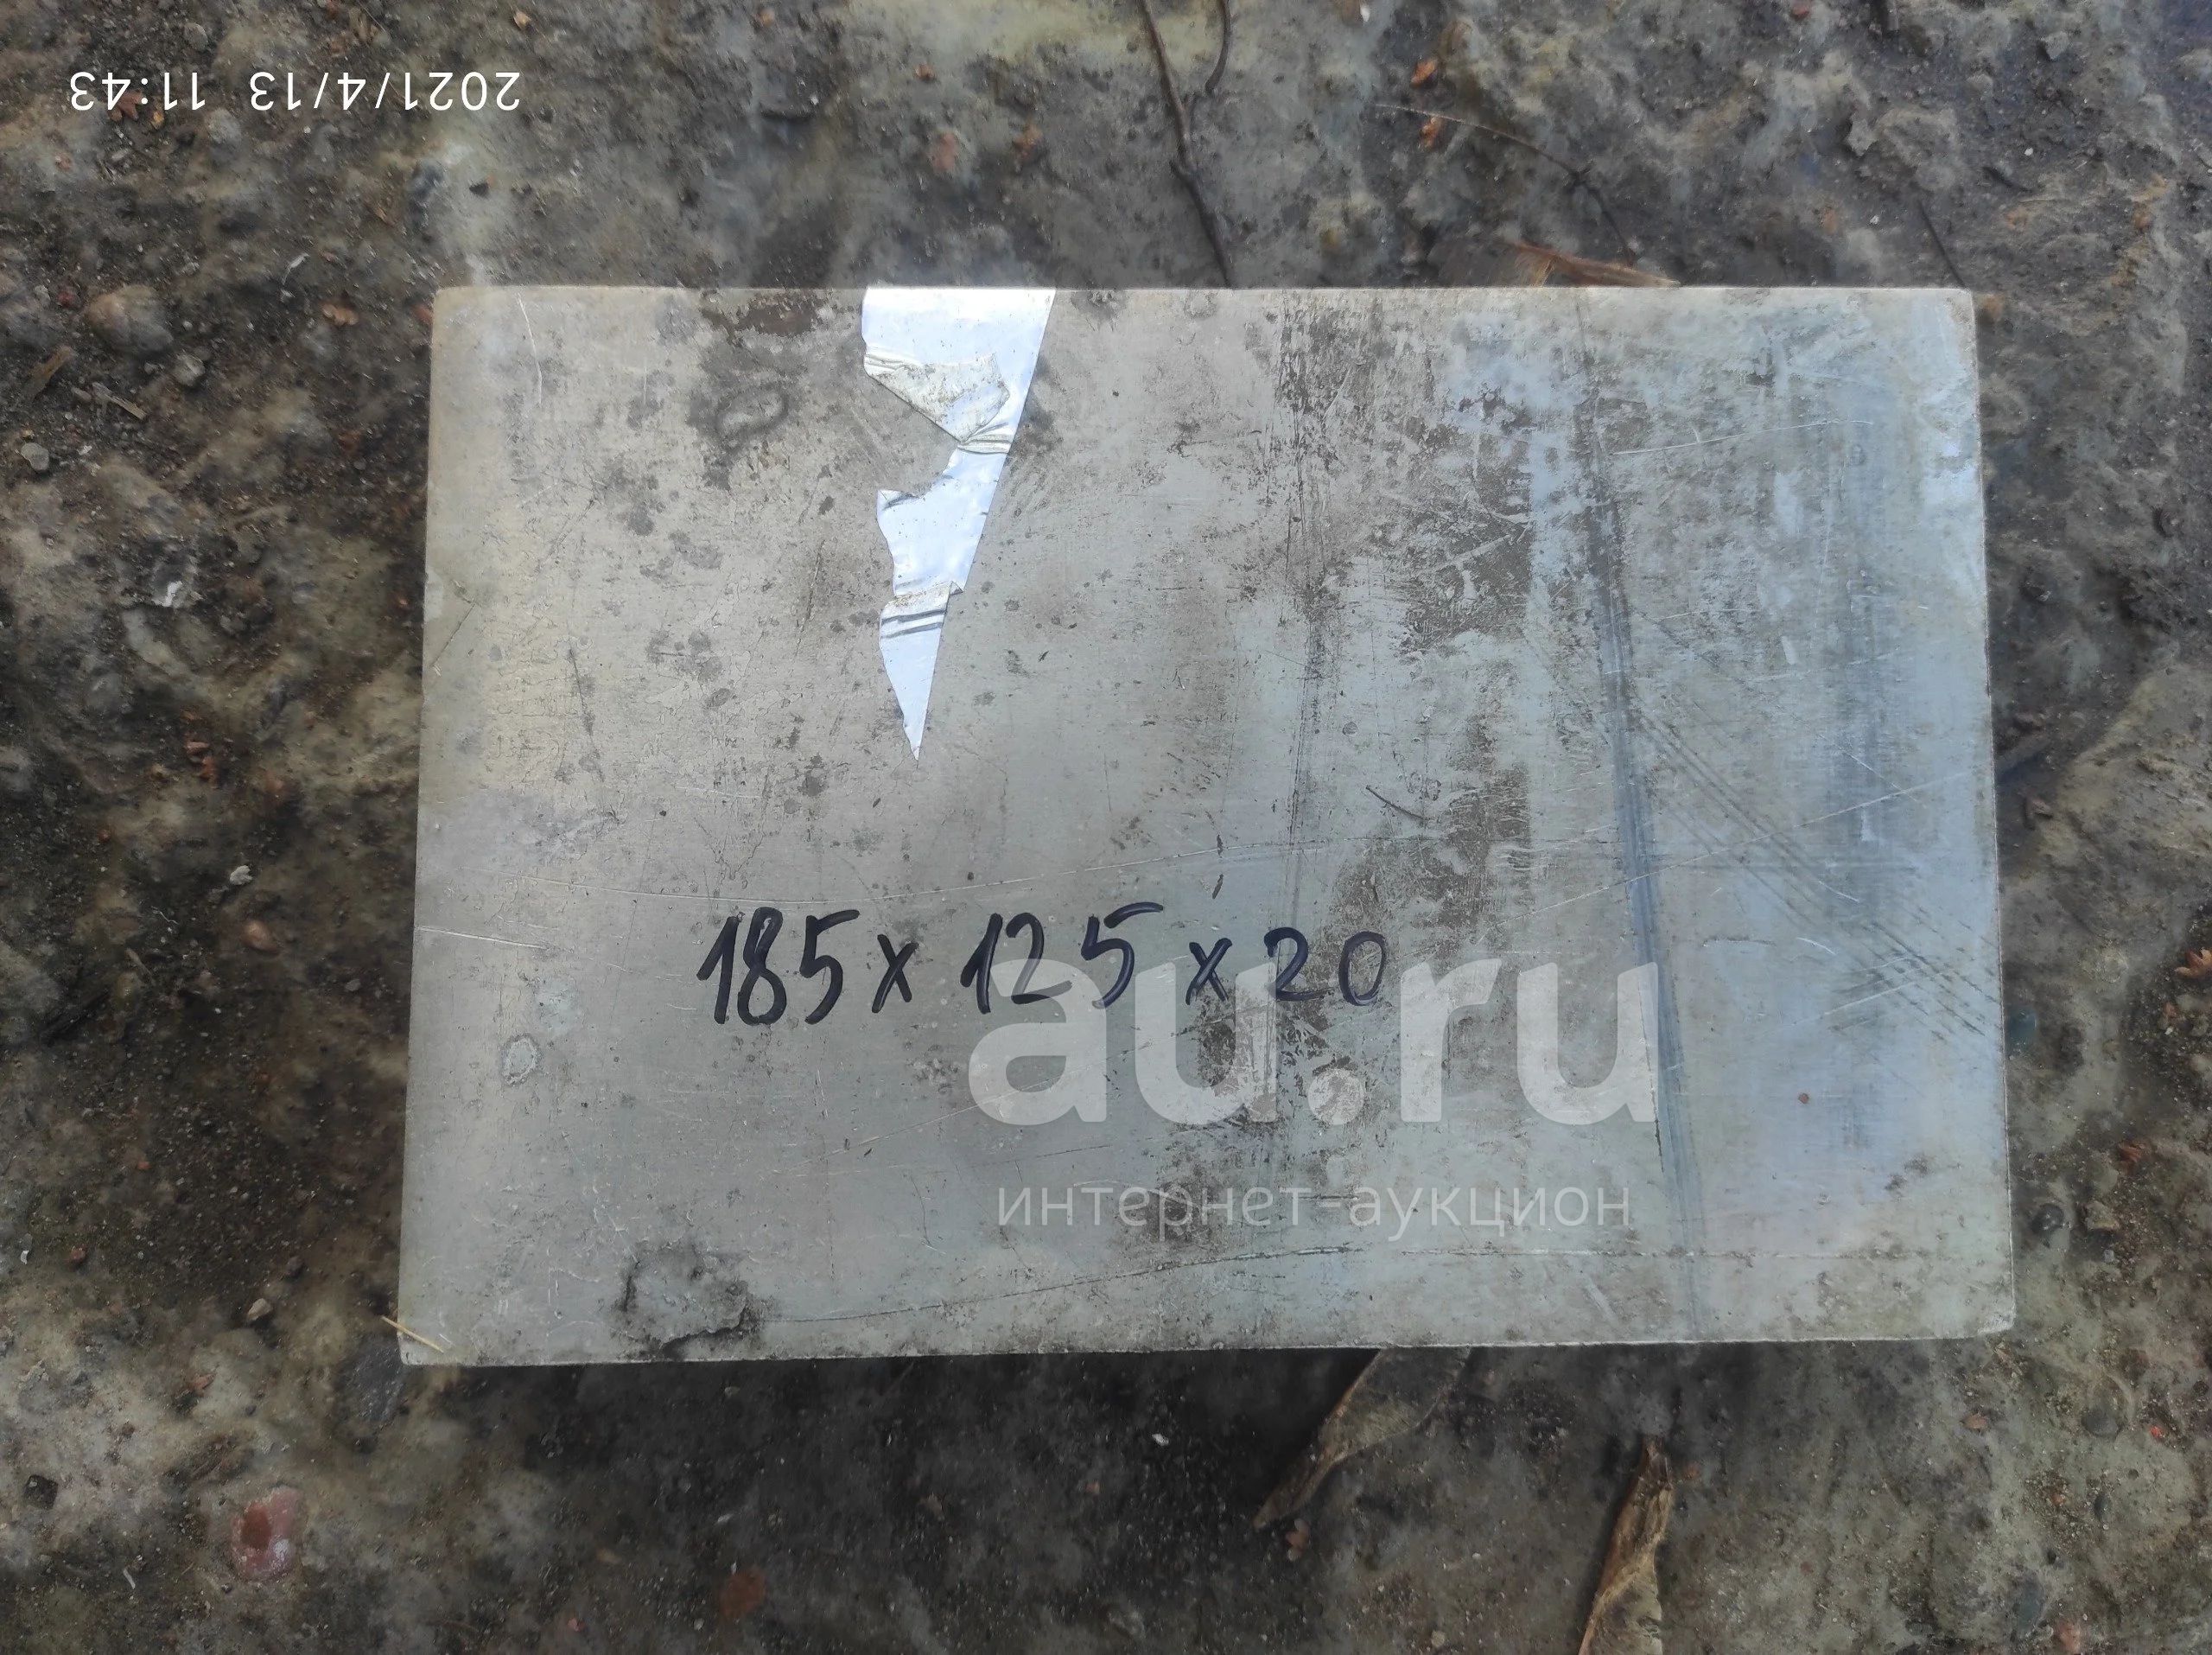 2021/4/13 11:43
185x125x20
au.ru
интернет-аукцион